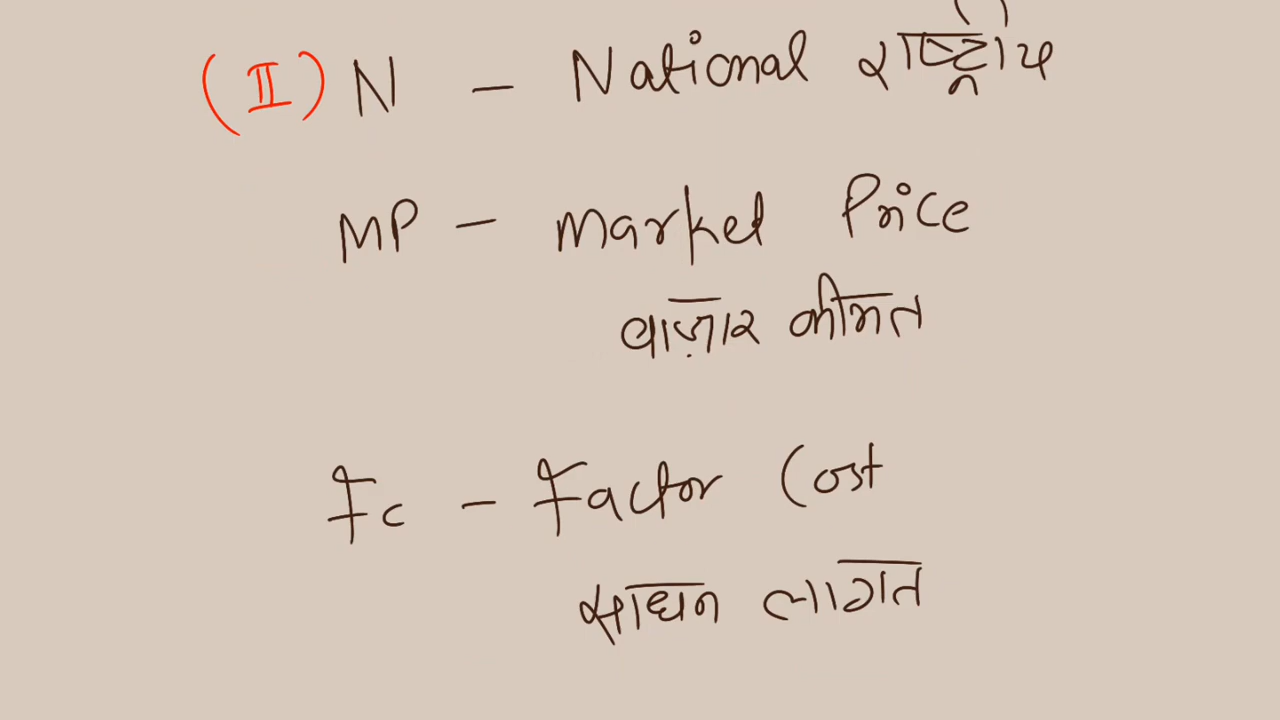 (II) N - National राष्ट्रीय
MP - Market Price
बाज़ार कीमत
Fc - Factor Cost
साधन लागत